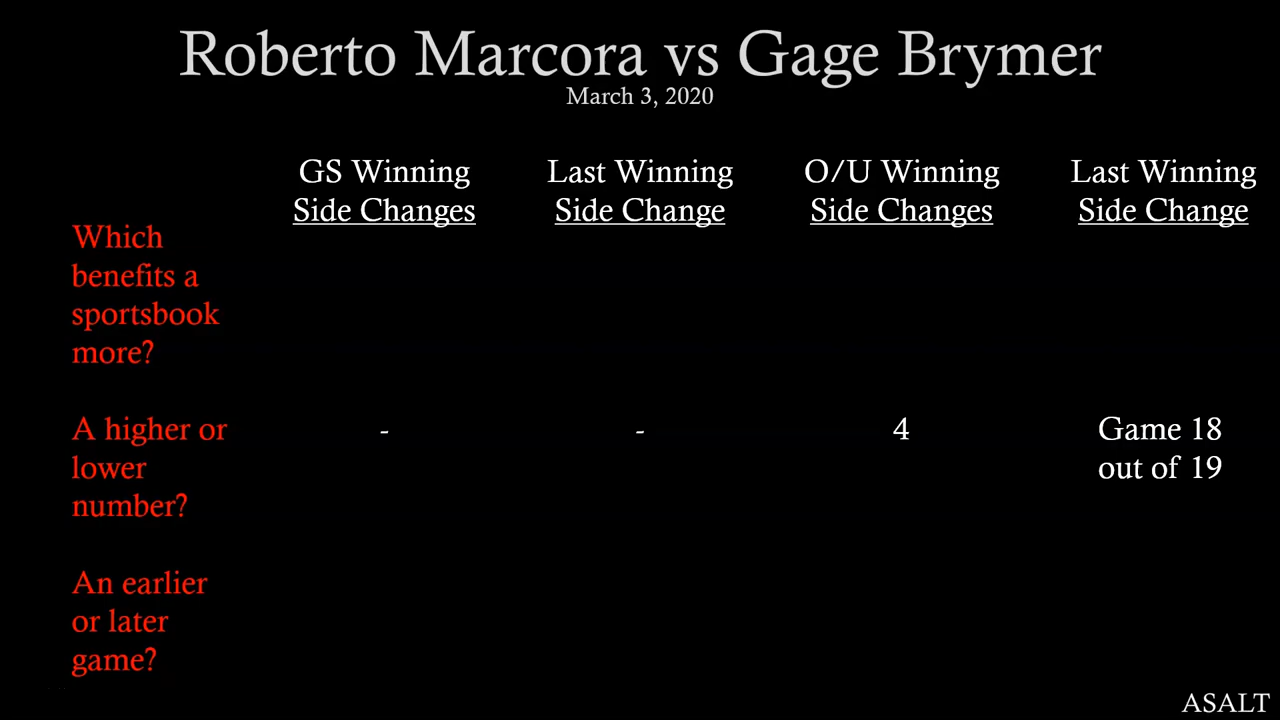 Roberto Marcora vs Gage Brymer
March 3, 2020
GS Winning
Side Changes
Last Winning
Side Change
O/U Winning
Side Changes
Last Winning
Side Change
Which
benefits a
sportsbook
more?
A higher or
lower
number?
-
-
4
Game 18
out of 19
An earlier
or later
game?
ASALT